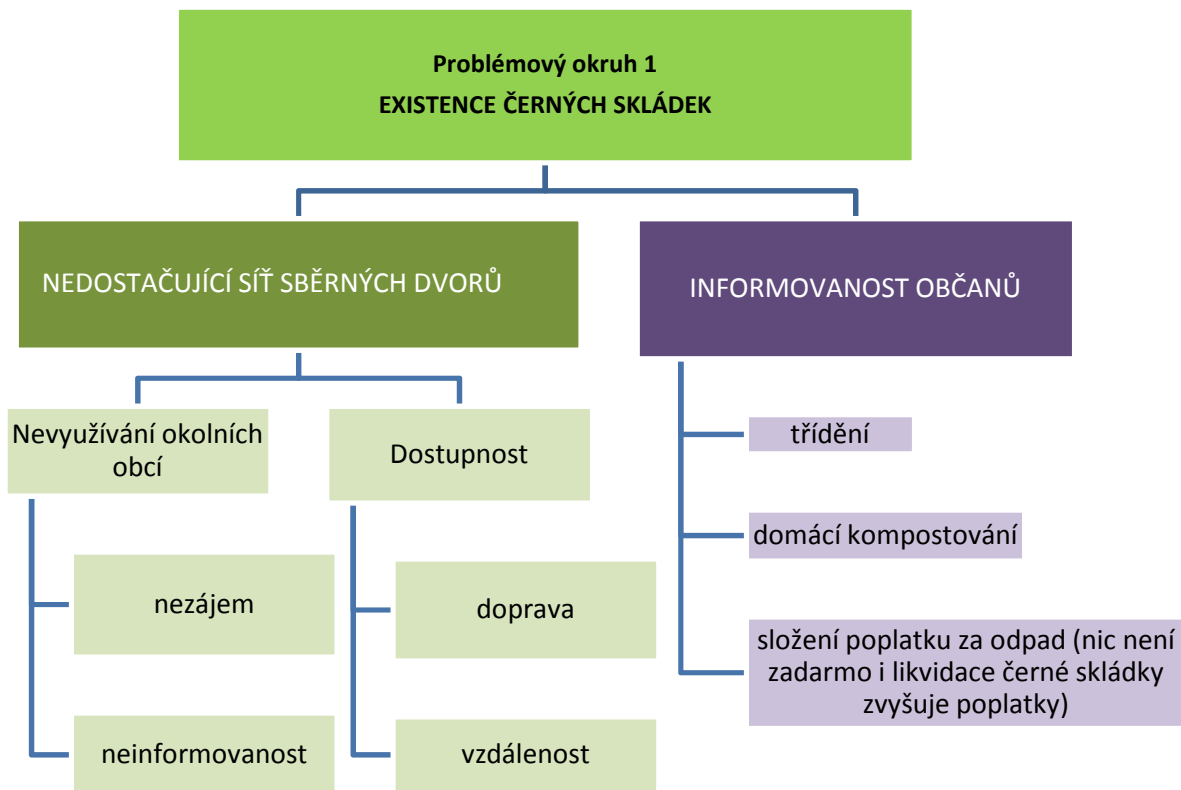 Problémový okruh 1
EXISTENCE ČERNÝCH SKLÁDEK
NEDOSTAČUJÍCÍ SÍŤ SBĚRNÝCH DVORŮ
INFORMOVANOST OBČANŮ
Nevyužívání okolních
obcí
Dostupnost
nezájem
neinformovanost
doprava
vzdálenost
třídění
domácí kompostování
složení poplatku za odpad (nic není
zadarmo i likvidace černé skládky
zvyšuje poplatky)